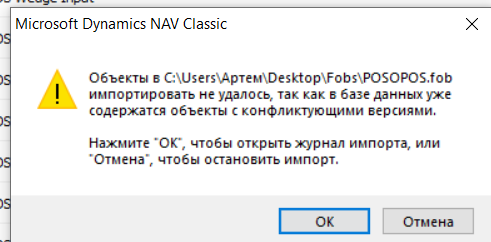 Wedge Input
Microsoft Dynamics NAV Classic
Объекты в C:\Users\Артем\Desktop\Fobs\POSOPOS.fob
импортировать не удалось, так как в базе данных уже
содержатся объекты с конфликтующими версиями.
Нажмите "ОК", чтобы открыть журнал импорта, или
"Отмена", чтобы остановить импорт.
ОК
Отмена